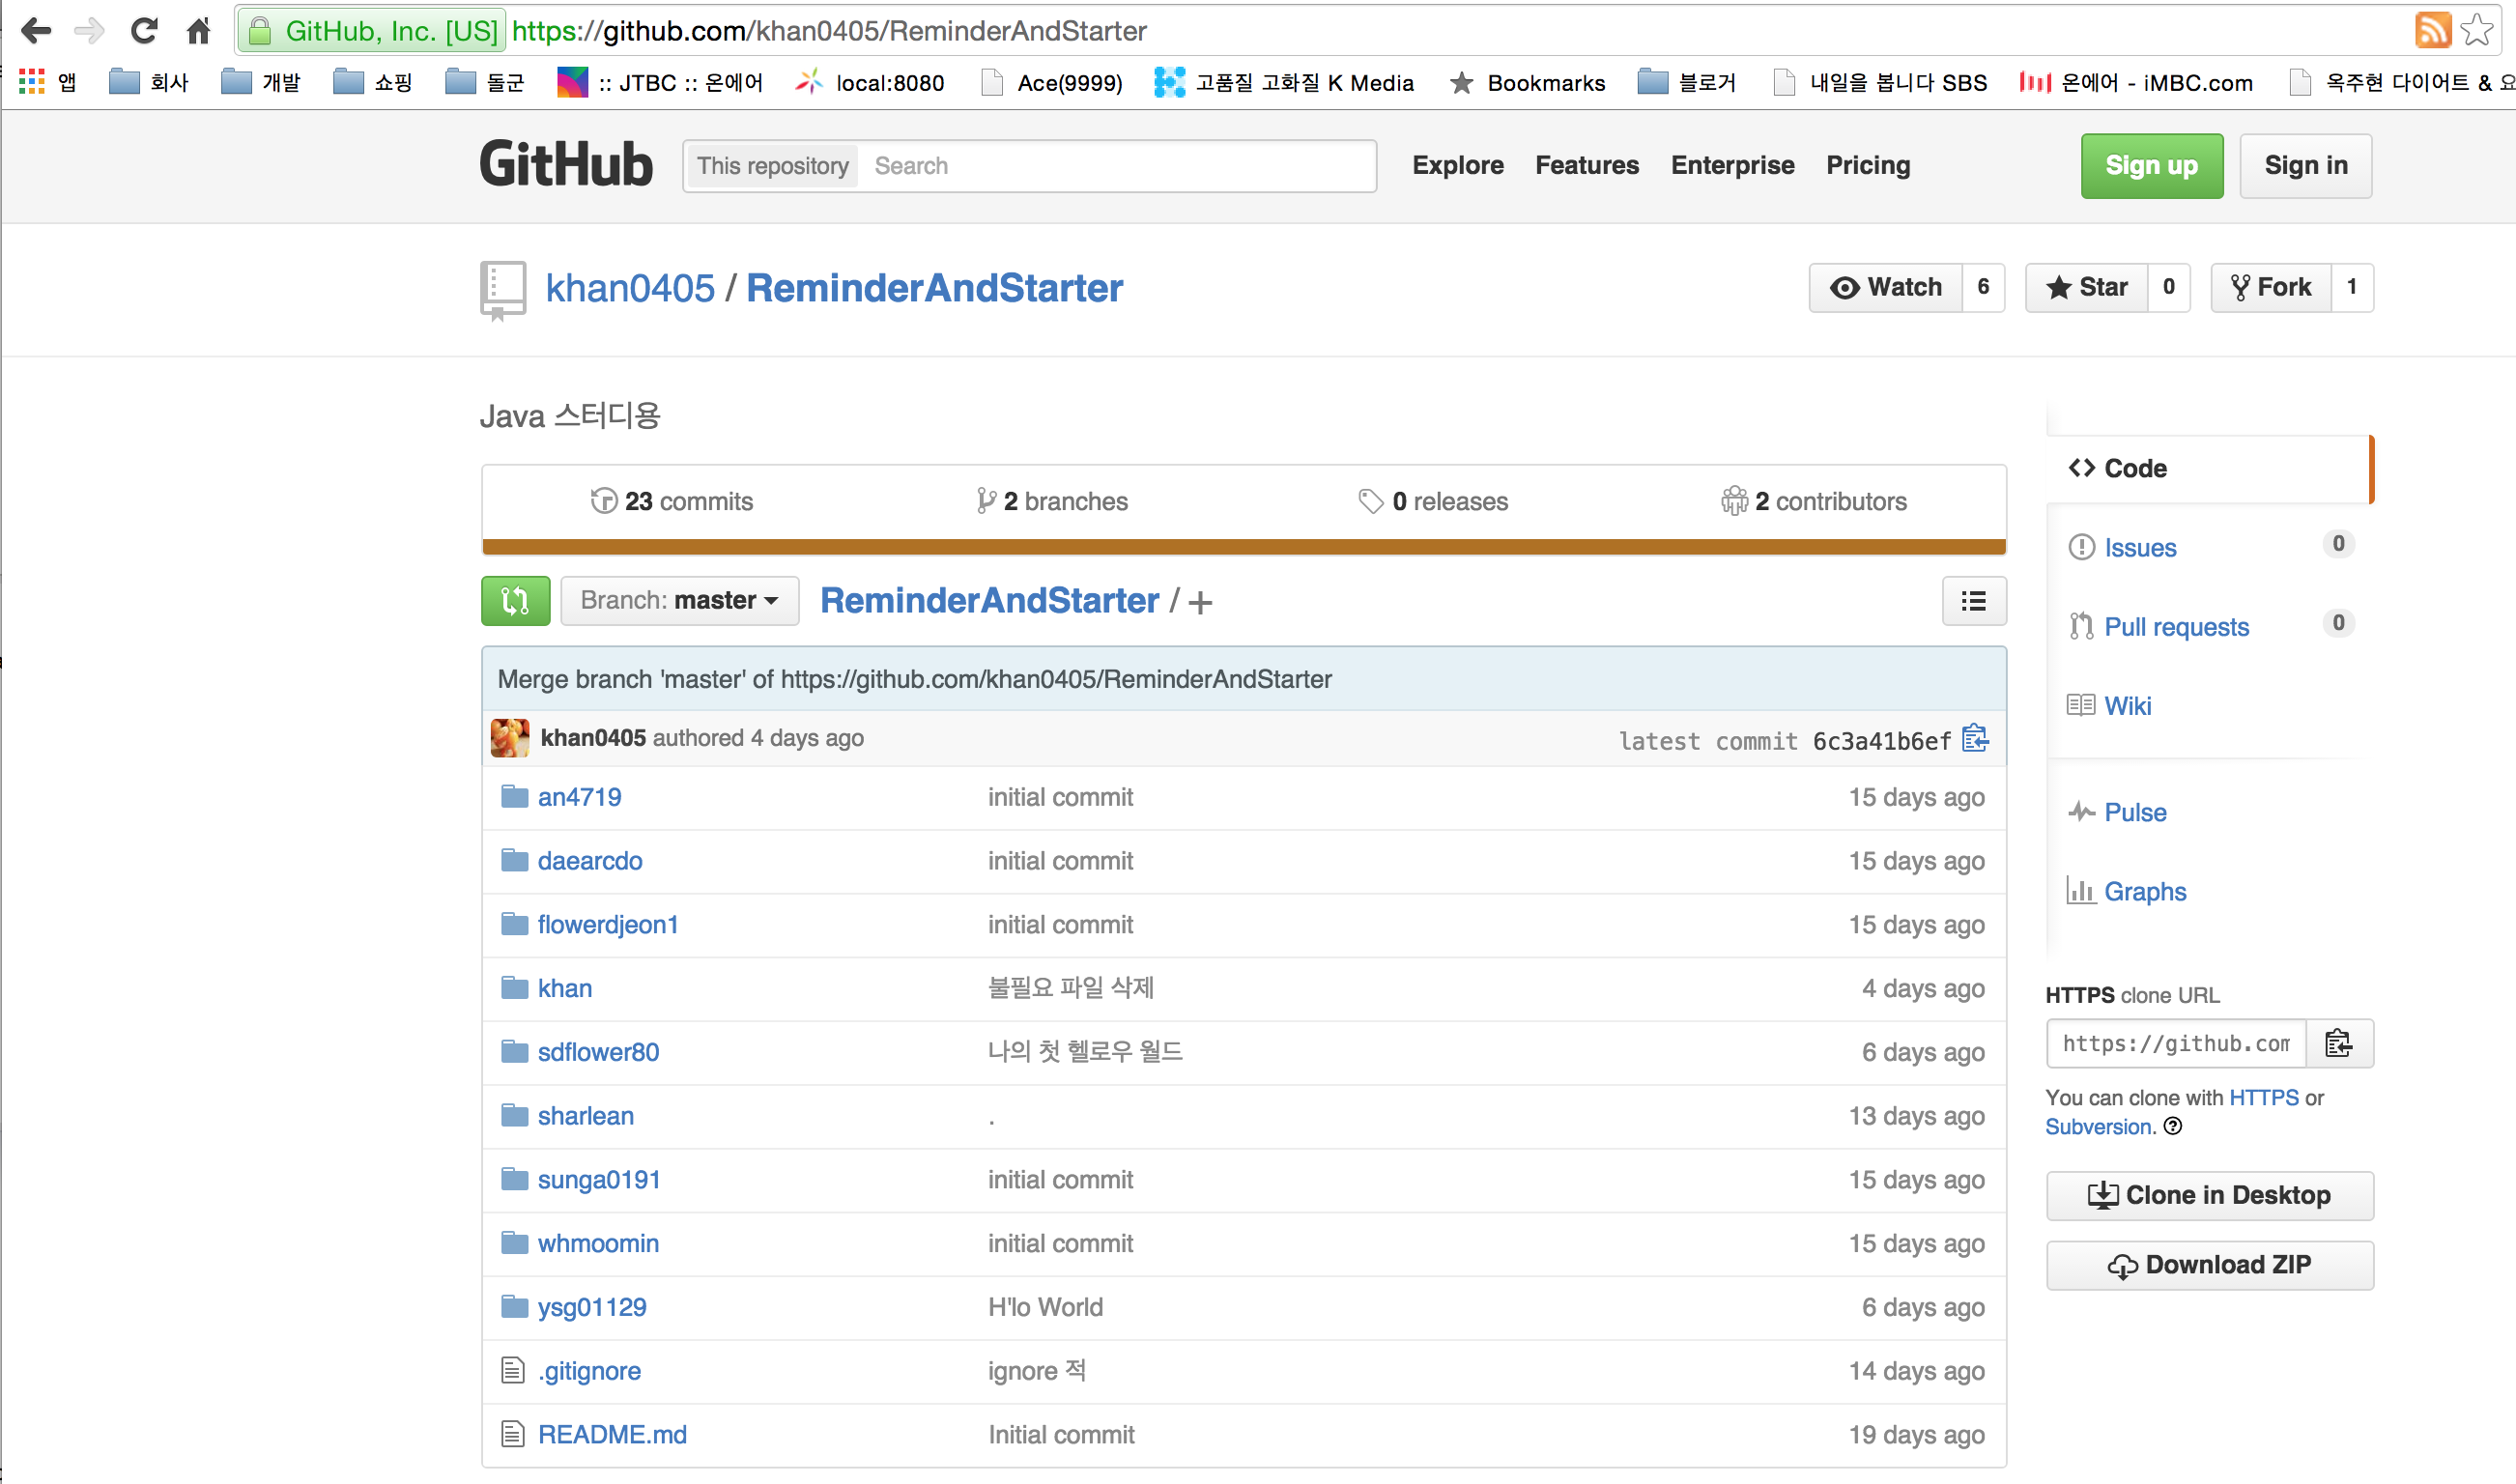 GitHub, Inc. [US] https://github.com/khan0405/ReminderAndStarter
앱 회사 개발 쇼핑 돌군 :: JTBC :: 온에어 local:8080 Ace(9999) 고품질 고화질 K Media Bookmarks 블로거 내일을 봅니다 SBS 온에어 - iMBC.com 옥주현 다이어트 & 요
GitHub This repository Search Explore Features Enterprise Pricing Sign up Sign in
khan0405 / ReminderAndStarter Watch 6 Star 0 Fork 1
Java 스터디용
23 commits 2 branches 0 releases 2 contributors
Branch: master ReminderAndStarter / +
Merge branch 'master' of https://github.com/khan0405/ReminderAndStarter
khan0405 authored 4 days ago latest commit 6c3a41b6ef
an4719 initial commit 15 days ago
daearcdo initial commit 15 days ago
flowerdjeon1 initial commit 15 days ago
khan 불필요 파일 삭제 4 days ago
sdflower80 나의 첫 헬로우 월드 6 days ago
sharlean . 13 days ago
sunga0191 initial commit 15 days ago
whmoomin initial commit 15 days ago
ysg01129 H'lo World 6 days ago
.gitignore ignore 적 14 days ago
README.md Initial commit 19 days ago
Code
Issues 0
Pull requests 0
Wiki
Pulse
Graphs
HTTPS clone URL
https://github.com
You can clone with HTTPS or
Subversion.
Clone in Desktop
Download ZIP